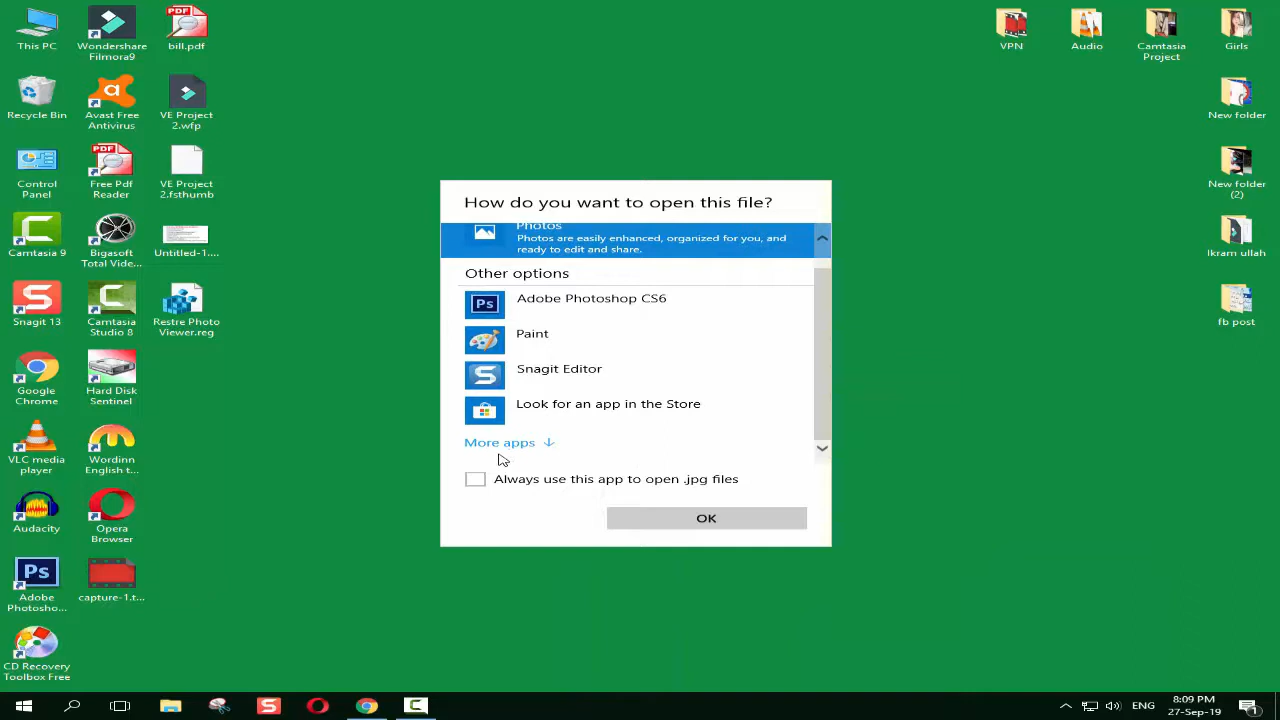 This PC
Wondershare
Filmora9
PDF
bill.pdf
Recycle Bin
Avast Free
Antivirus
VE Project
2.wfp
Control
Panel
PDF
Free Pdf
Reader
VE Project
2.fsthumb
Camtasia 9
Bigasoft
Total Vide...
Untitled-1....
Snagit 13
Camtasia
Studio 8
Restre Photo
Viewer.reg
Google
Chrome
Hard Disk
Sentinel
VLC media
player
Wordinn
English t...
Audacity
Opera
Browser
Ps
Adobe
Photosho...
capture-1.t...
CD Recovery
Toolbox Free
VPN
Audio
Camtasia
Project
Girls
New folder
New folder
(2)
Ikram ullah
fb post
How do you want to open this file?
Photos
Photos are easily enhanced, organized for you, and
ready to edit and share.
Other options
Ps
Adobe Photoshop CS6
Paint
S
Snagit Editor
Look for an app in the Store
More apps
Always use this app to open .jpg files
OK
ENG
8:09 PM
27-Sep-19
1